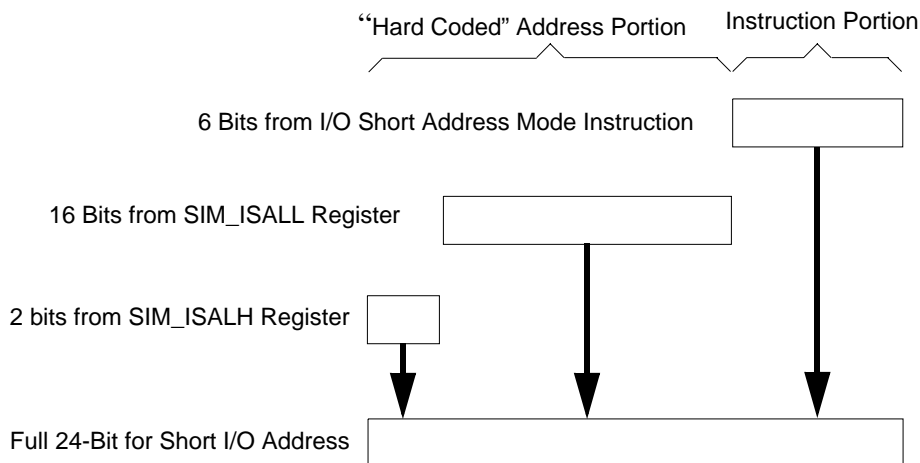 “Hard Coded” Address Portion
Instruction Portion
6 Bits from I/O Short Address Mode Instruction
16 Bits from SIM_ISALL Register
2 bits from SIM_ISALH Register
Full 24-Bit for Short I/O Address